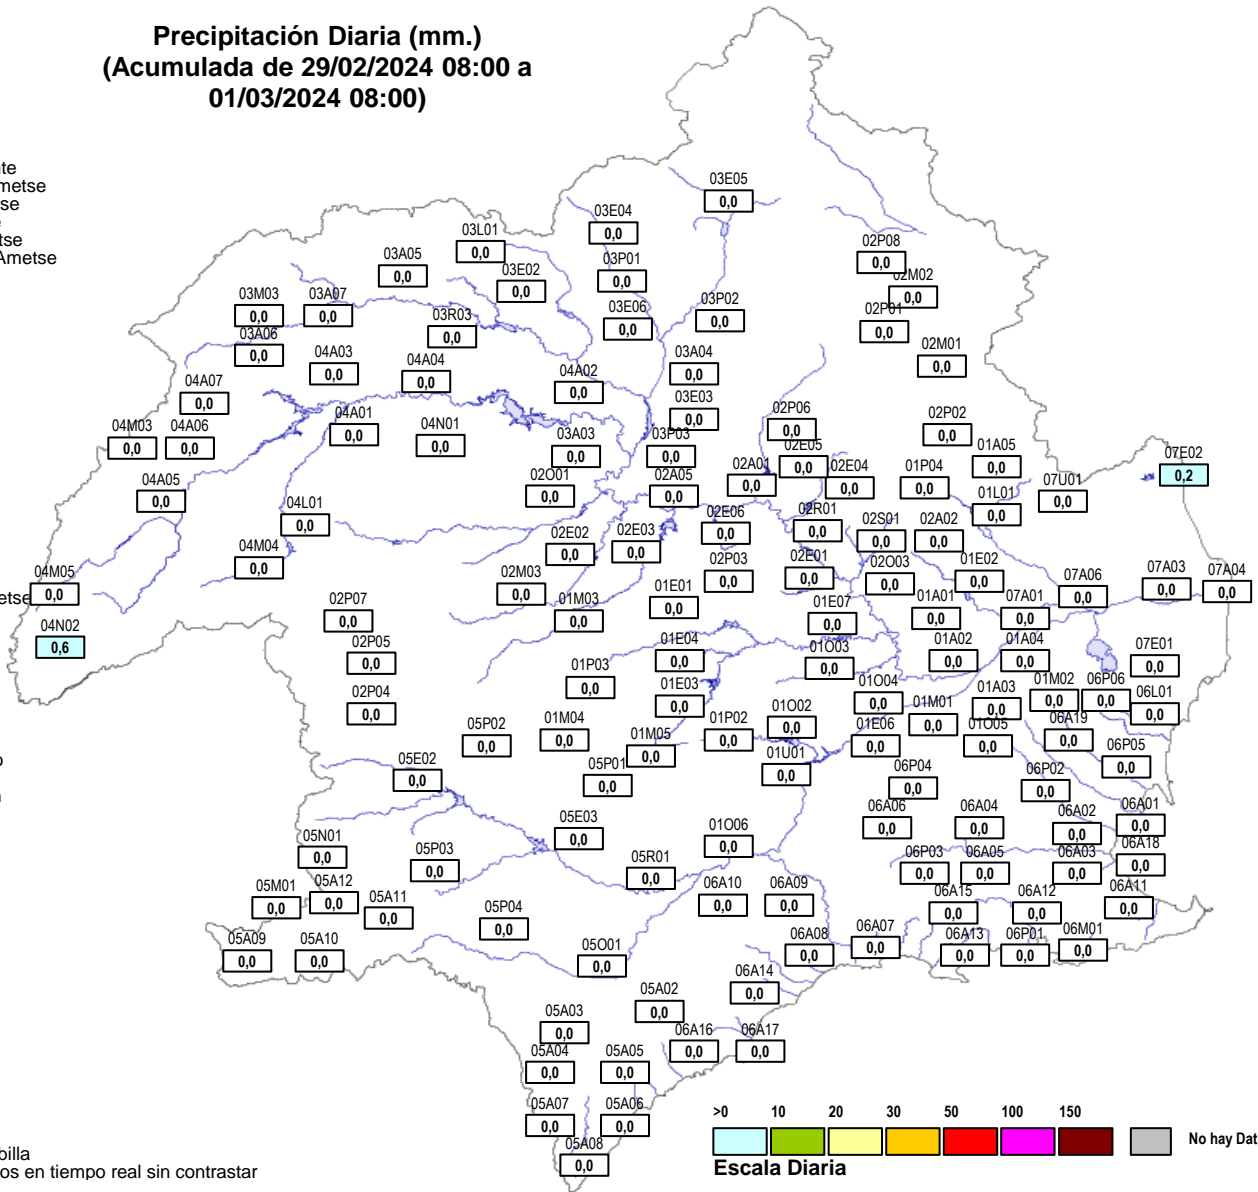 Precipitación Diaria (mm.)
(Acumulada de 29/02/2024 08:00 a
01/03/2024 08:00)
03E05
0,0
03E04
0,0
03L01
0,0
03A05
0,0
03E02
0,0
03P01
0,0
02P08
0,0
02M02
0,0
03M03
0,0
03A07
0,0
03R03
0,0
03E06
0,0
03P02
0,0
02P01
0,0
03A06
0,0
04A03
0,0
04A04
0,0
04A02
0,0
03A04
0,0
02M01
0,0
04A07
0,0
03E03
0,0
04M03
0,0
04A06
0,0
04A01
0,0
04N01
0,0
03A03
0,0
03P03
0,0
02P06
0,0
02P02
0,0
02E05
0,0
01A05
0,0
07E02
0,2
04A05
0,0
02O01
0,0
02A05
0,0
02A01
0,0
02E04
0,0
01P04
0,0
07U01
0,0
01L01
0,0
04L01
0,0
02E06
0,0
02R01
0,0
02S01
0,0
02A02
0,0
04M04
0,0
02E02
0,0
02E03
0,0
02P03
0,0
02E01
0,0
02O03
0,0
01E02
0,0
04M05
0,0
etse
02M03
0,0
07A06
0,0
07A03
0,0
07A04
0,0
02P07
0,0
01M03
0,0
01E01
0,0
01E07
0,0
01A01
0,0
07A01
0,0
04N02
0,6
02P05
0,0
01E04
0,0
01O03
0,0
01A02
0,0
01A04
0,0
07E01
0,0
01P03
0,0
02P04
0,0
01E03
0,0
01O04
0,0
01A03
0,0
01M02
0,0
06P06
0,0
06L01
0,0
05P02
0,0
01M04
0,0
01M05
0,0
01P02
0,0
01O02
0,0
01E06
0,0
01M01
0,0
01O05
0,0
06A19
0,0
06P05
0,0
05E02
0,0
05P01
0,0
01U01
0,0
06P04
0,0
06P02
0,0
05E03
0,0
01O06
0,0
06A06
0,0
06A04
0,0
06A02
0,0
06A01
0,0
05N01
0,0
05P03
0,0
05R01
0,0
06P03
0,0
06A05
0,0
06A03
0,0
06A18
0,0
05M01
0,0
05A12
0,0
05A11
0,0
05P04
0,0
06A10
0,0
06A09
0,0
06A15
0,0
06A12
0,0
06A11
0,0
05A09
0,0
05A10
0,0
05O01
0,0
06A08
0,0
06A07
0,0
06A13
0,0
06P01
0,0
06M01
0,0
05A02
0,0
06A14
0,0
05A03
0,0
06A16
0,0
06A17
0,0
05A04
0,0
05A05
0,0
05A07
0,0
05A06
0,0
05A08
0,0
>0 10 20 30 50 100 150
No hay Dat
Escala Diaria
billa
os en tiempo real sin contrastar